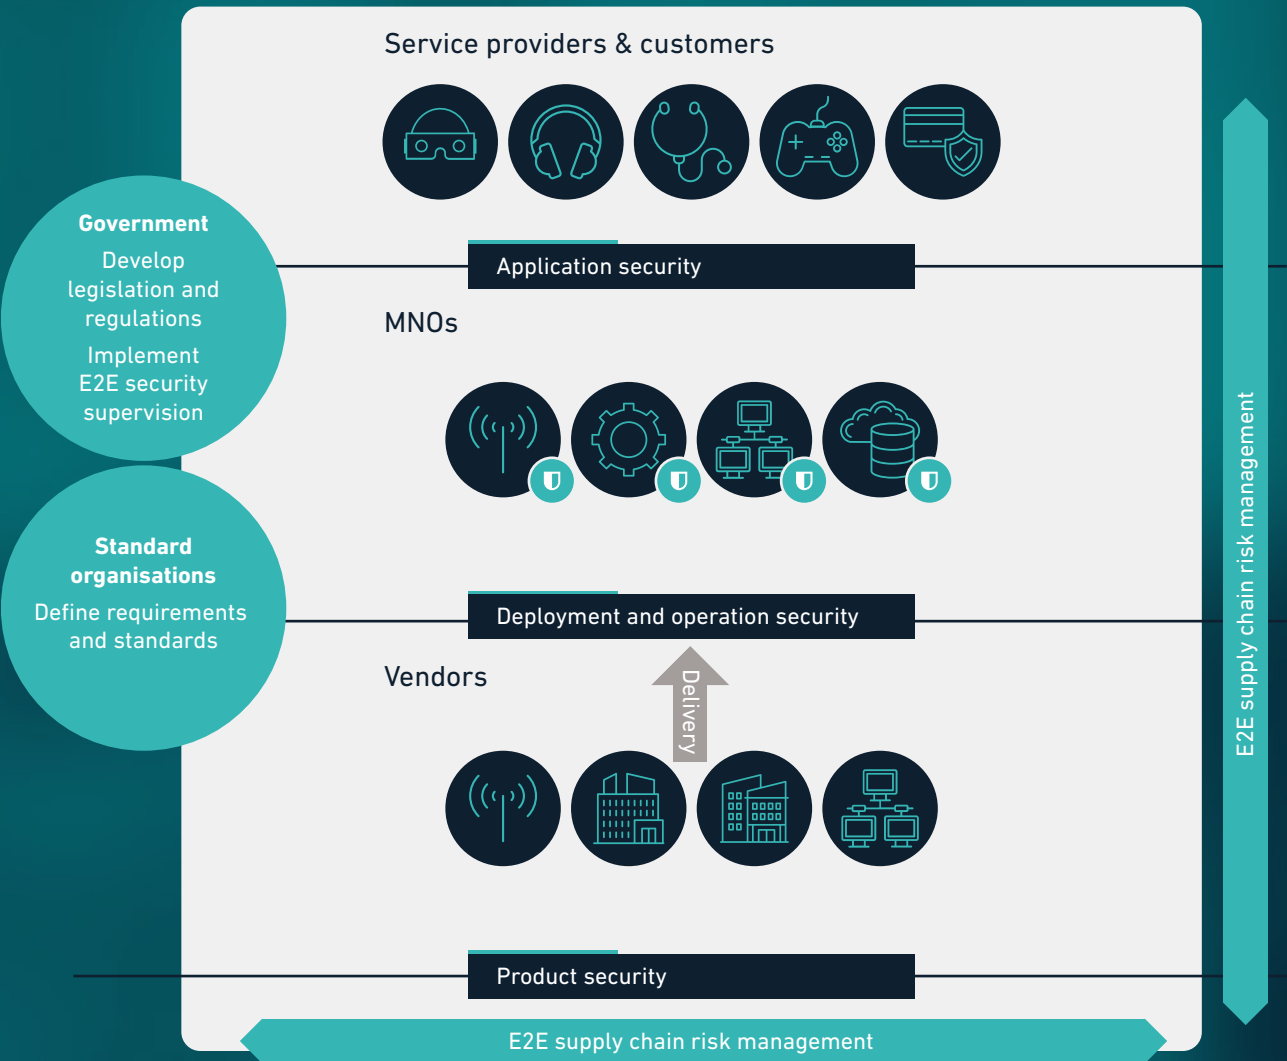 Service providers & customers
Government
Develop
legislation and
regulations
Implement
E2E security
supervision
Application security
MNOs
Standard
organisations
Define requirements
and standards
Deployment and operation security
Vendors
Delivery
Product security
E2E supply chain risk management
E2E supply chain risk management